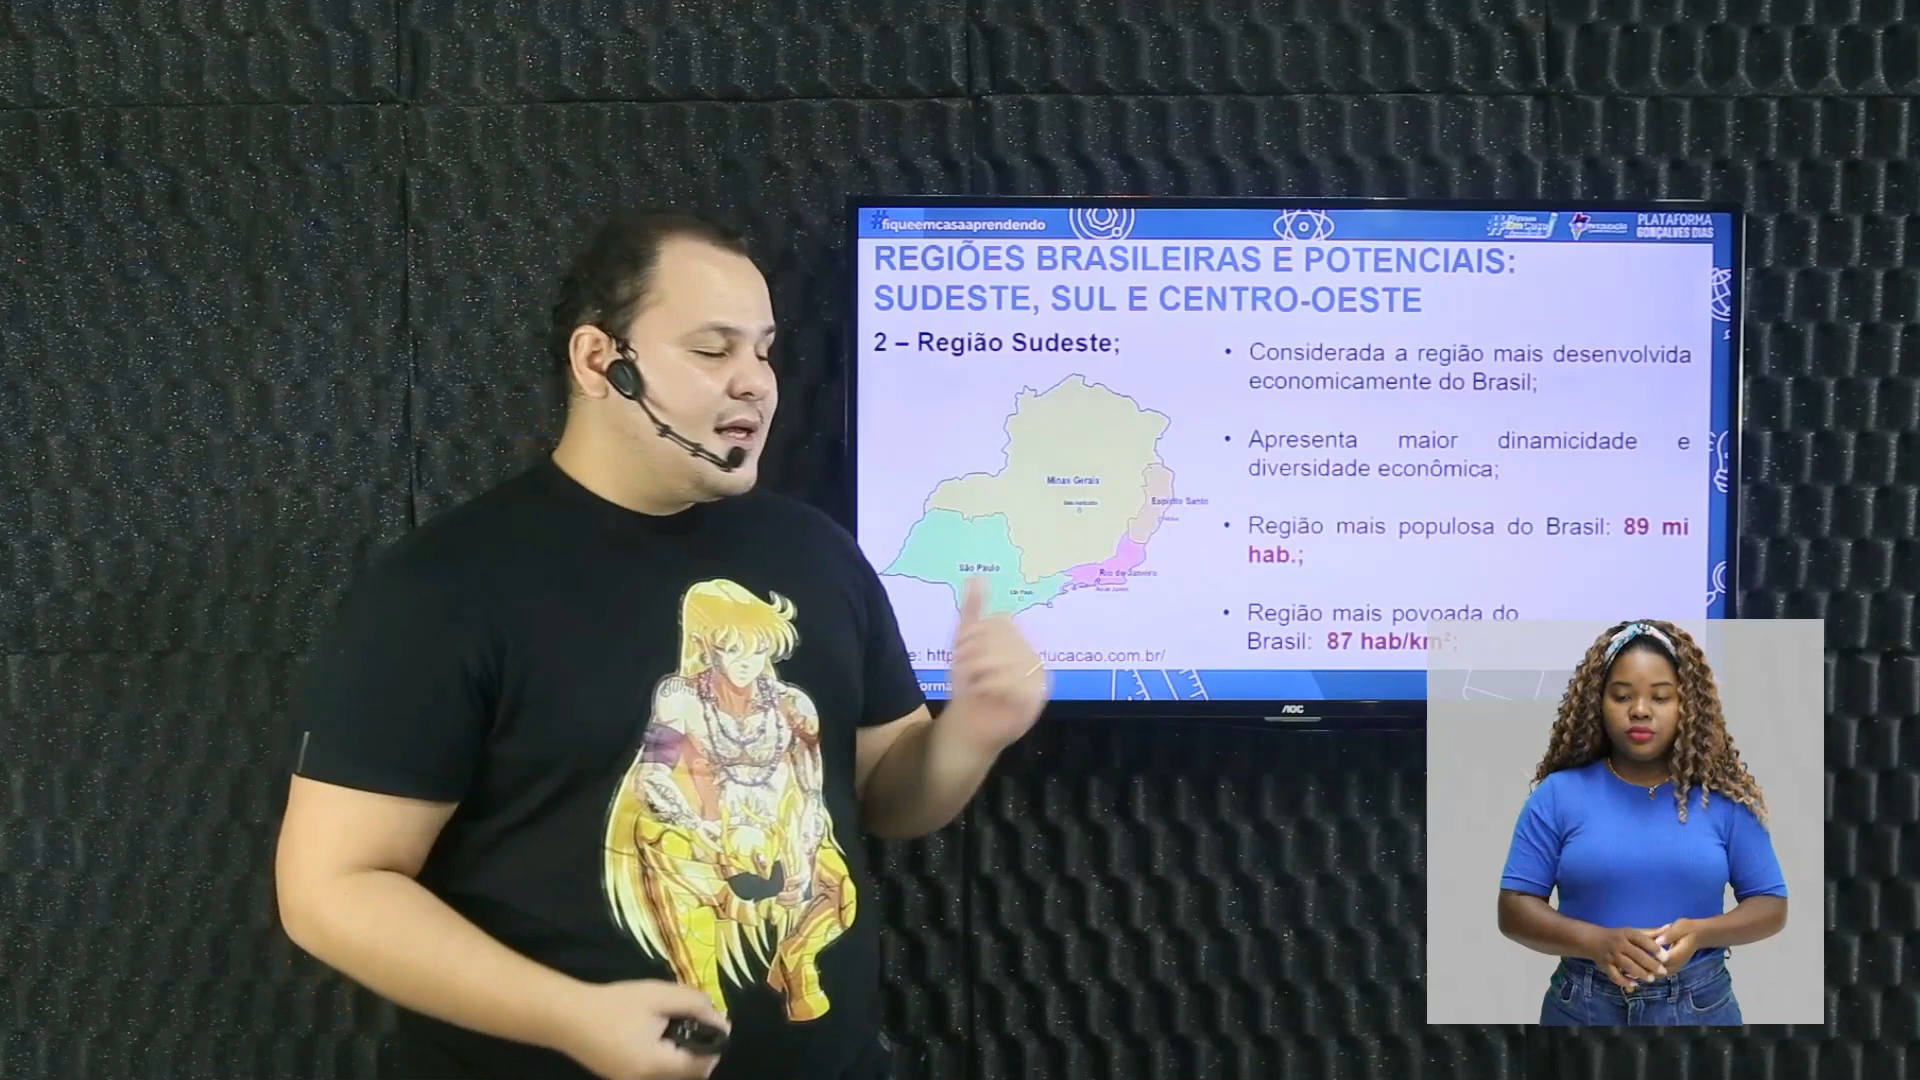 #fiqueemcasaaprendendo
PLATAFORMA
GONÇALVES DIAS
REGIÕES BRASILEIRAS E POTENCIAIS:
SUDESTE, SUL E CENTRO-OESTE
2 – Região Sudeste;
• Considerada a região mais desenvolvida
economicamente do Brasil;
• Apresenta maior dinamicidade e
diversidade econômica;
• Região mais populosa do Brasil: 89 mi
hab.;
• Região mais povoada do
Brasil: 87 hab/km²;
Minas Gerais
Espírito Santo
São Paulo
Rio de Janeiro
São Paulo
e: http ducacao.com.br/
AOC